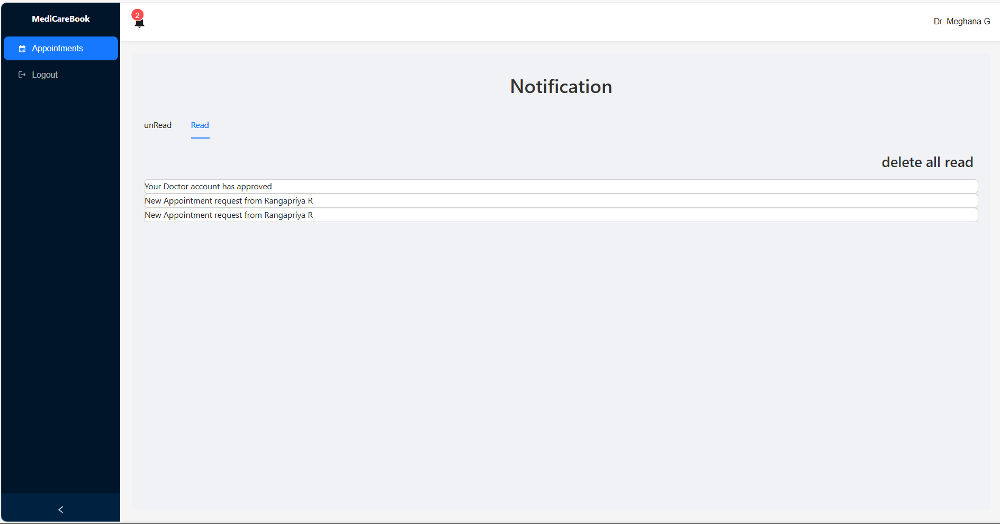 MediCareBook
Appointments
Logout
2
Dr. Meghana G
Notification
unRead
Read
delete all read
Your Doctor account has approved
New Appointment request from Rangapriya R
New Appointment request from Rangapriya R